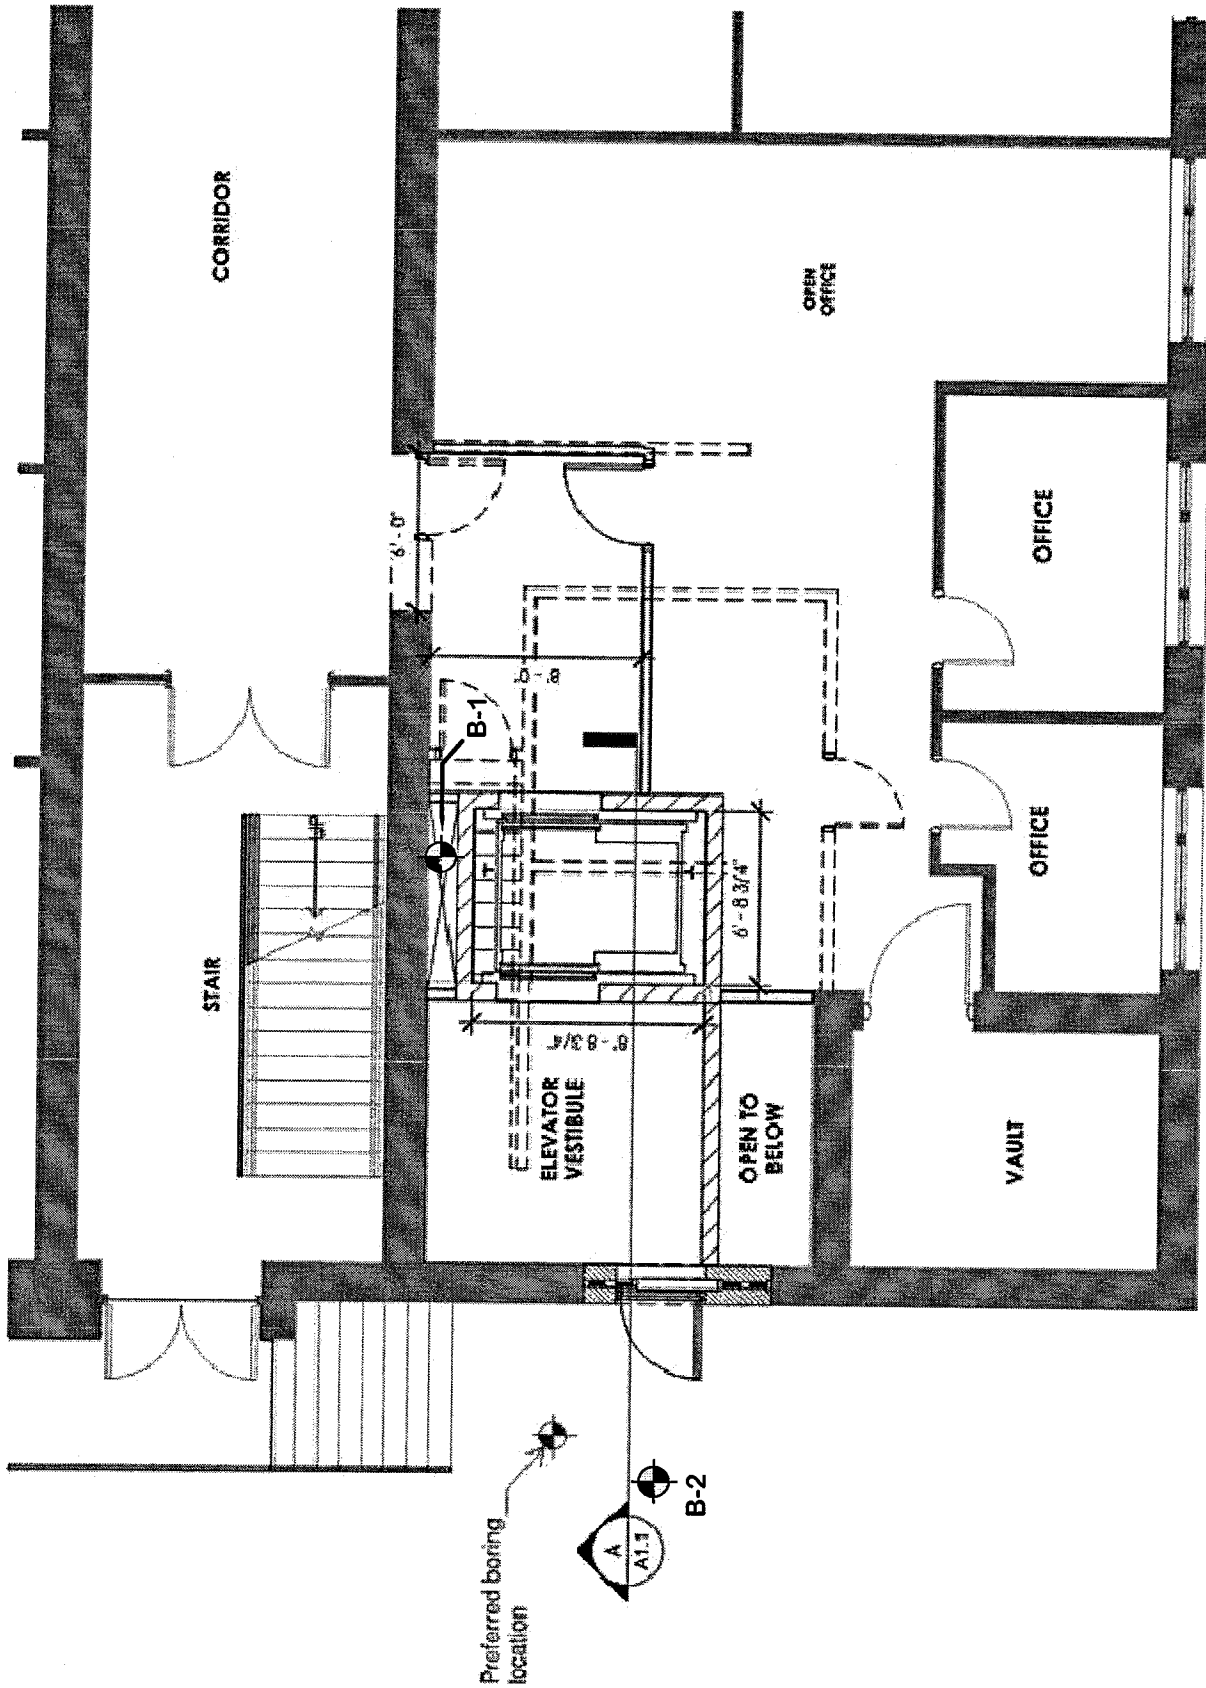 CORRIDOR
OPEN
OFFICE
6'-0"
OFFICE
8'-0"
B-1
UP
STAIR
6'-8 3/4"
OFFICE
8'-8 3/4"
ELEVATOR
VESTIBULE
OPEN TO
BELOW
VAULT
Preferred boring
location
B-2
A
A1.1